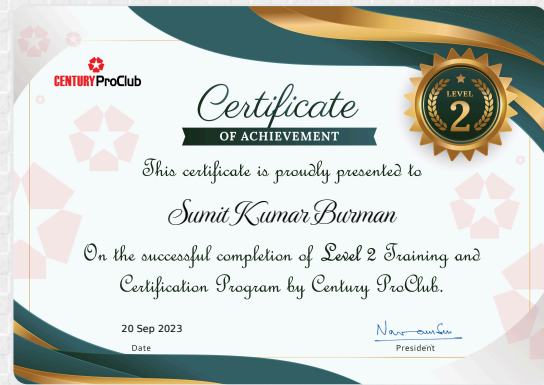 CENTURY ProClub
Certificate
OF ACHIEVEMENT
LEVEL
2
This certificate is proudly presented to
Sumit Kumar Burman
On the successful completion of Level 2 Training and
Certification Program by Century ProClub.
20 Sep 2023
Date
President